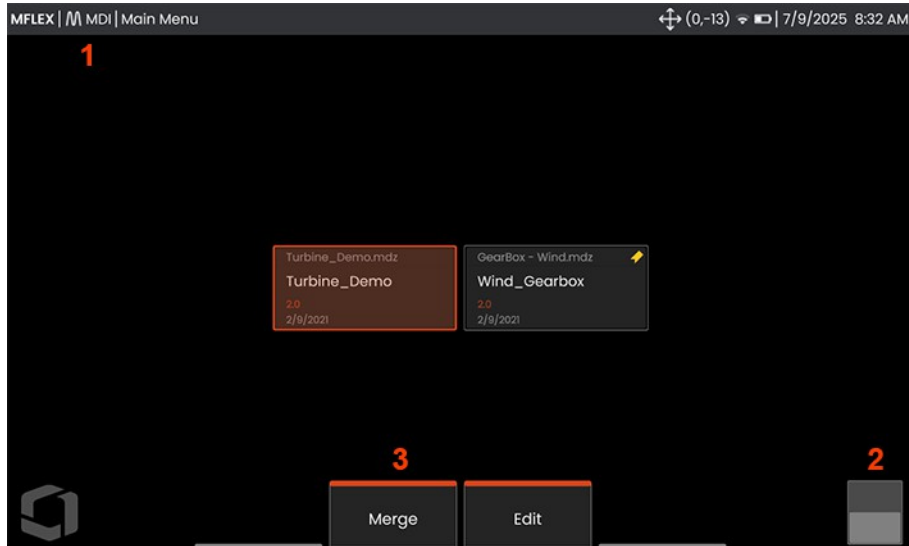 MFLEX | MDI | Main Menu
(0,-13) | 7/9/2025 8:32 AM
1
Turbine_Demo.mdz
Turbine_Demo
2.0
2/9/2021
GearBox - Wind.mdz
Wind_Gearbox
2.0
2/9/2021
3
2
Merge
Edit